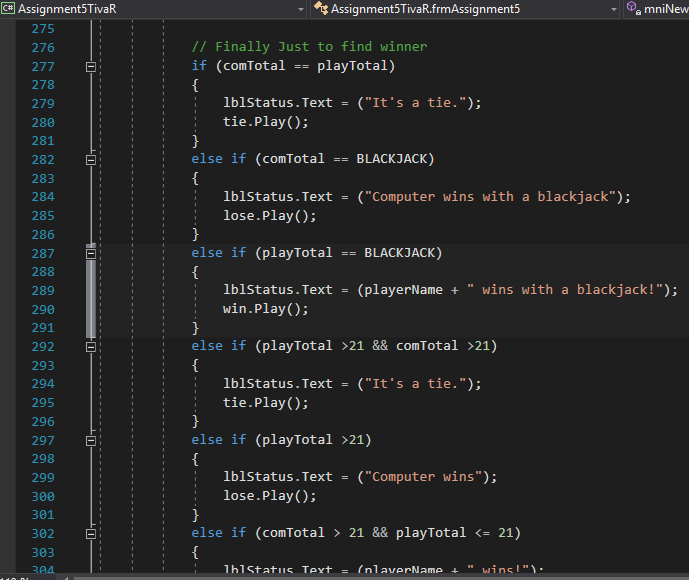 C# Assignment5TivaR Assignment5TivaR.frmAssignment5 mniNew
275
276 // Finally Just to find winner
277 if (comTotal == playTotal)
278 {
279 lblStatus.Text = ("It's a tie.");
280 tie.Play();
281 }
282 else if (comTotal == BLACKJACK)
283 {
284 lblStatus.Text = ("Computer wins with a blackjack");
285 lose.Play();
286 }
287 else if (playTotal == BLACKJACK)
288 {
289 lblStatus.Text = (playerName + " wins with a blackjack!");
290 win.Play();
291 }
292 else if (playTotal >21 && comTotal >21)
293 {
294 lblStatus.Text = ("It's a tie.");
295 tie.Play();
296 }
297 else if (playTotal >21)
298 {
299 lblStatus.Text = ("Computer wins");
300 lose.Play();
301 }
302 else if (comTotal > 21 && playTotal <= 21)
303 {
304 lblStatus.Text = (playerName + " wins!");